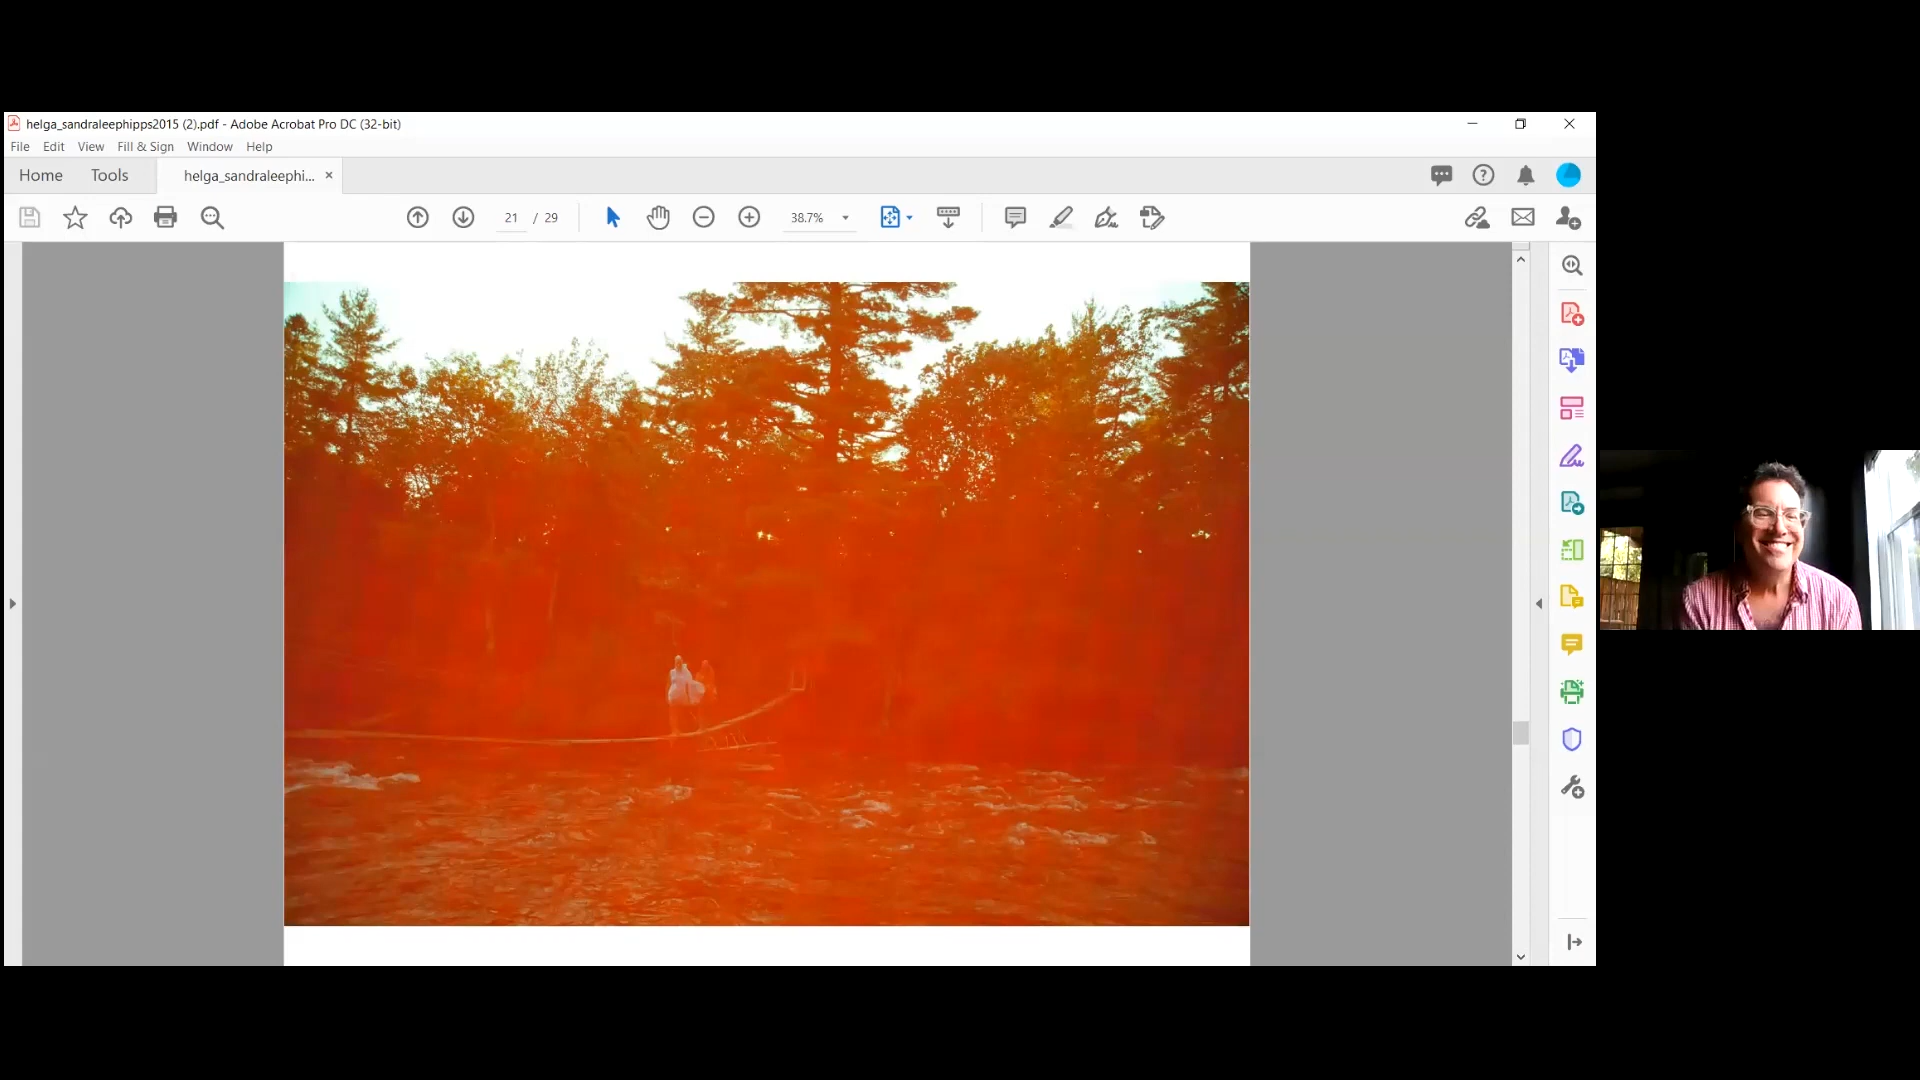 helga_sandraleephipps2015 (2).pdf - Adobe Acrobat Pro DC (32-bit)
File Edit View Fill & Sign Window Help
Home Tools helga_sandraleephi... ×
21 / 29 38.7%